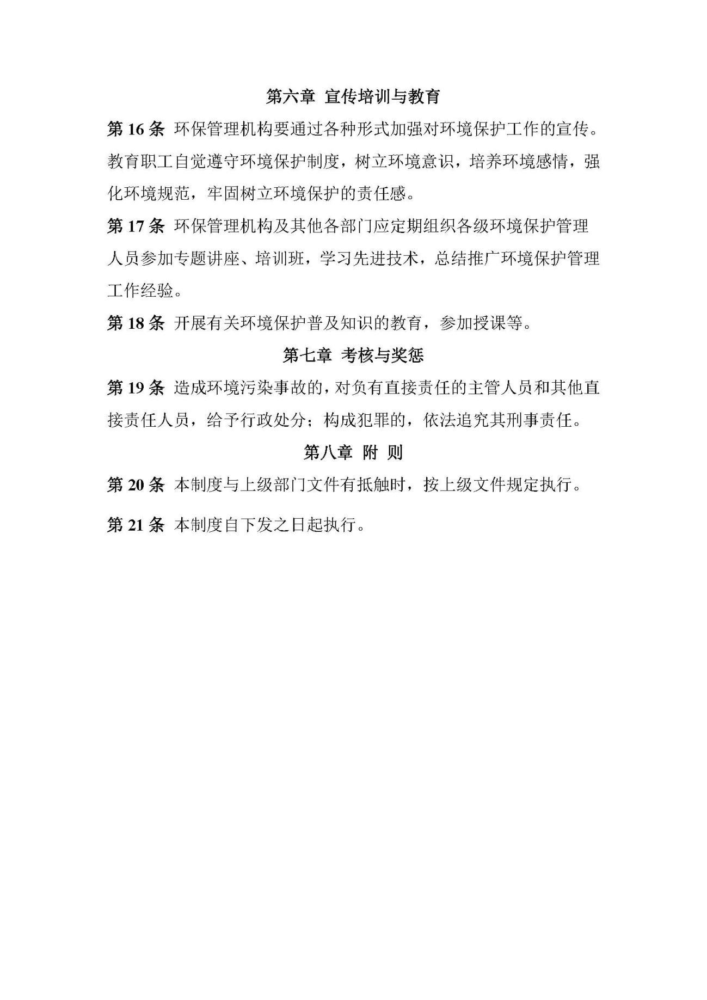 第六章 宣传培训与教育
第 16 条 环保管理机构要通过各种形式加强对环境保护工作的宣传。
教育职工自觉遵守环境保护制度，树立环境意识，培养环境感情，强
化环境规范，牢固树立环境保护的责任感。
第 17 条 环保管理机构及其他各部门应定期组织各级环境保护管理
人员参加专题讲座、培训班，学习先进技术，总结推广环境保护管理
工作经验。
第 18 条 开展有关环境保护普及知识的教育，参加授课等。
第七章 考核与奖惩
第 19 条 造成环境污染事故的，对负有直接责任的主管人员和其他直
接责任人员，给予行政处分；构成犯罪的，依法追究其刑事责任。
第八章 附 则
第 20 条 本制度与上级部门文件有抵触时，按上级文件规定执行。
第 21 条 本制度自下发之日起执行。